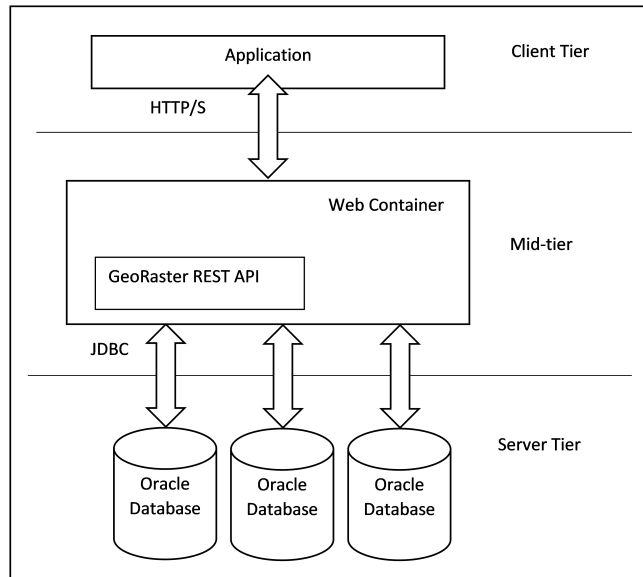 Application
Client Tier
HTTP/S
Web Container
Mid-tier
GeoRaster REST API
JDBC
Server Tier
Oracle
Database
Oracle
Database
Oracle
Database